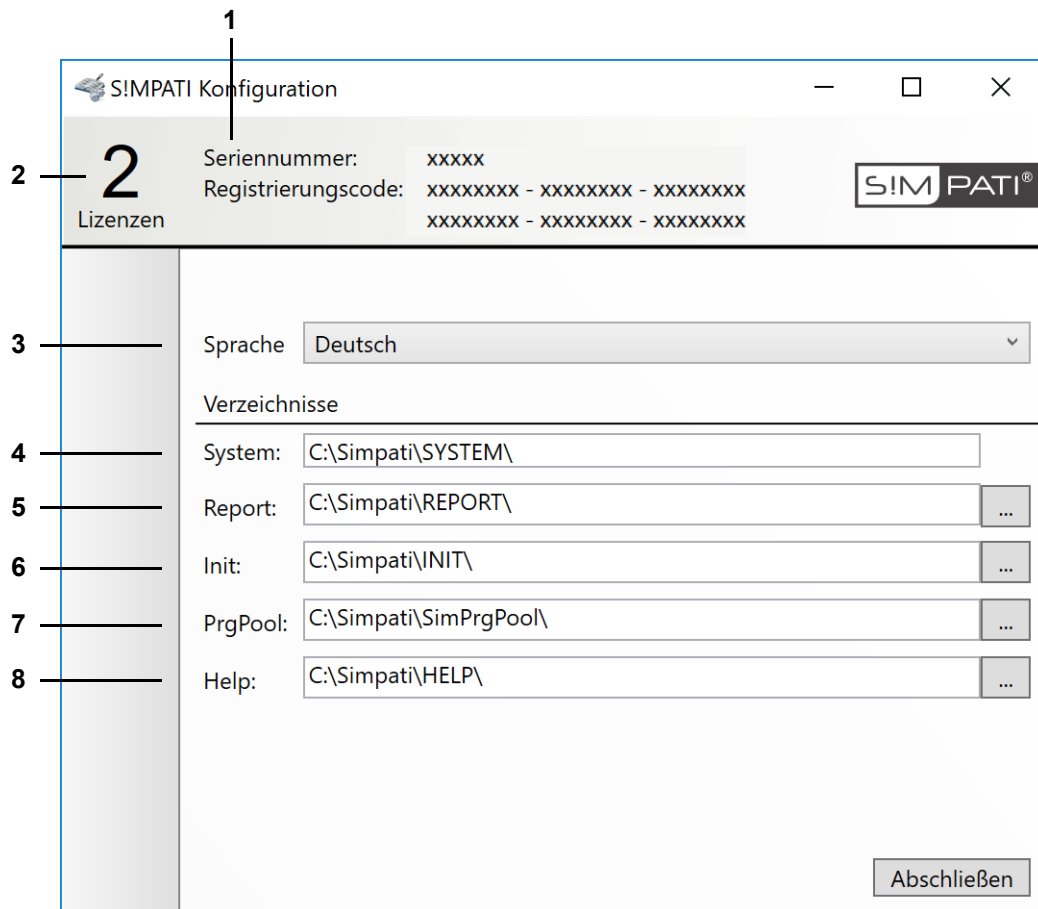 1
S!MPATI Konfiguration
2
2
Lizenzen
Seriennummer: xxxxx
Registrierungscode: xxxxxxxx - xxxxxxxx - xxxxxxxx
xxxxxxxx - xxxxxxxx - xxxxxxxx
S!MPATI®
3
Sprache Deutsch
Verzeichnisse
4
System: C:\Simpati\SYSTEM\
5
Report: C:\Simpati\REPORT\ ...
6
Init: C:\Simpati\INIT\ ...
7
PrgPool: C:\Simpati\SimPrgPool\ ...
8
Help: C:\Simpati\HELP\ ...
Abschließen